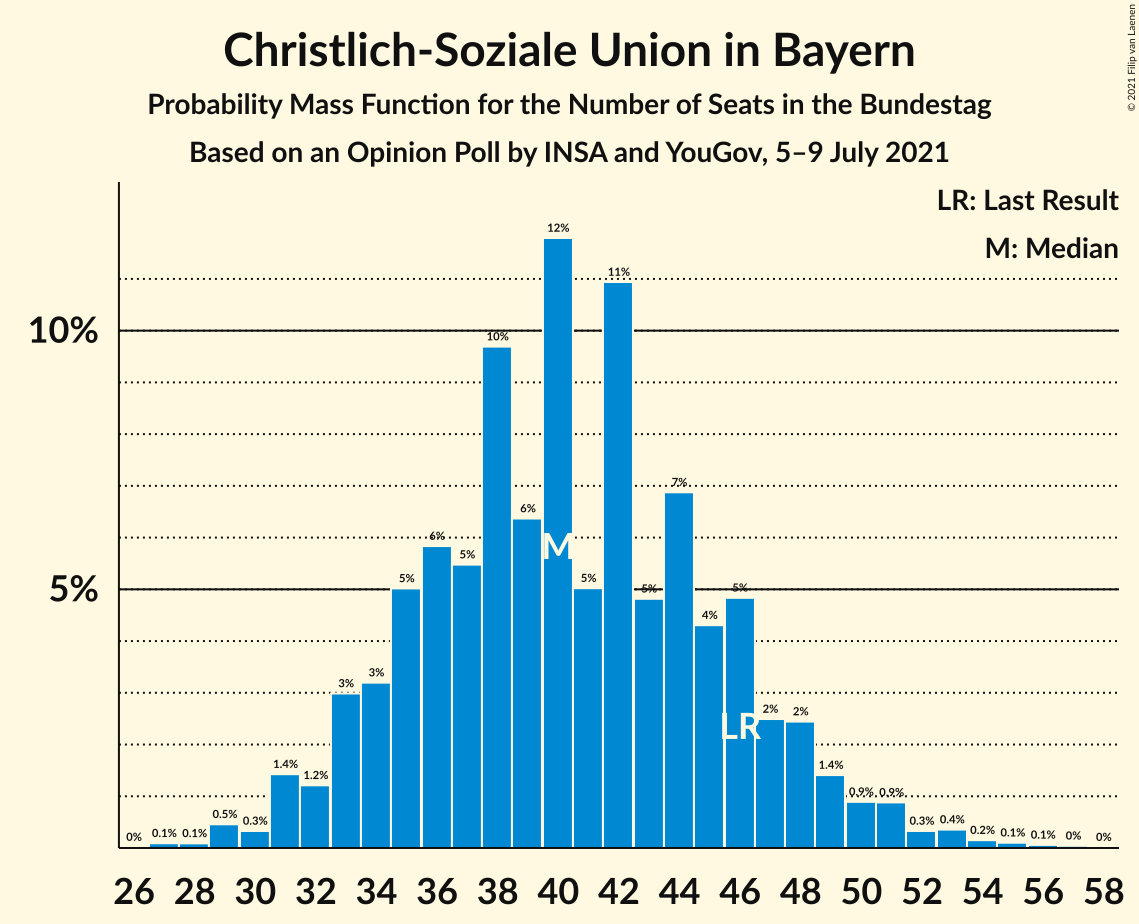 Christlich-Soziale Union in Bayern
Probability Mass Function for the Number of Seats in the Bundestag
Based on an Opinion Poll by INSA and YouGov, 5–9 July 2021
© 2021 Filip van Laenen
LR: Last Result
M: Median
10%
5%
0% 0.1% 0.1% 0.5% 0.3% 1.4% 1.2% 3% 3% 5% 6% 5% 10% 6% 12% 5% 11% 5% 7% 4% 5% 2% 2% 1.4% 0.9% 0.9% 0.3% 0.4% 0.2% 0.1% 0.1% 0% 0%
M
LR
26 28 30 32 34 36 38 40 42 44 46 48 50 52 54 56 58